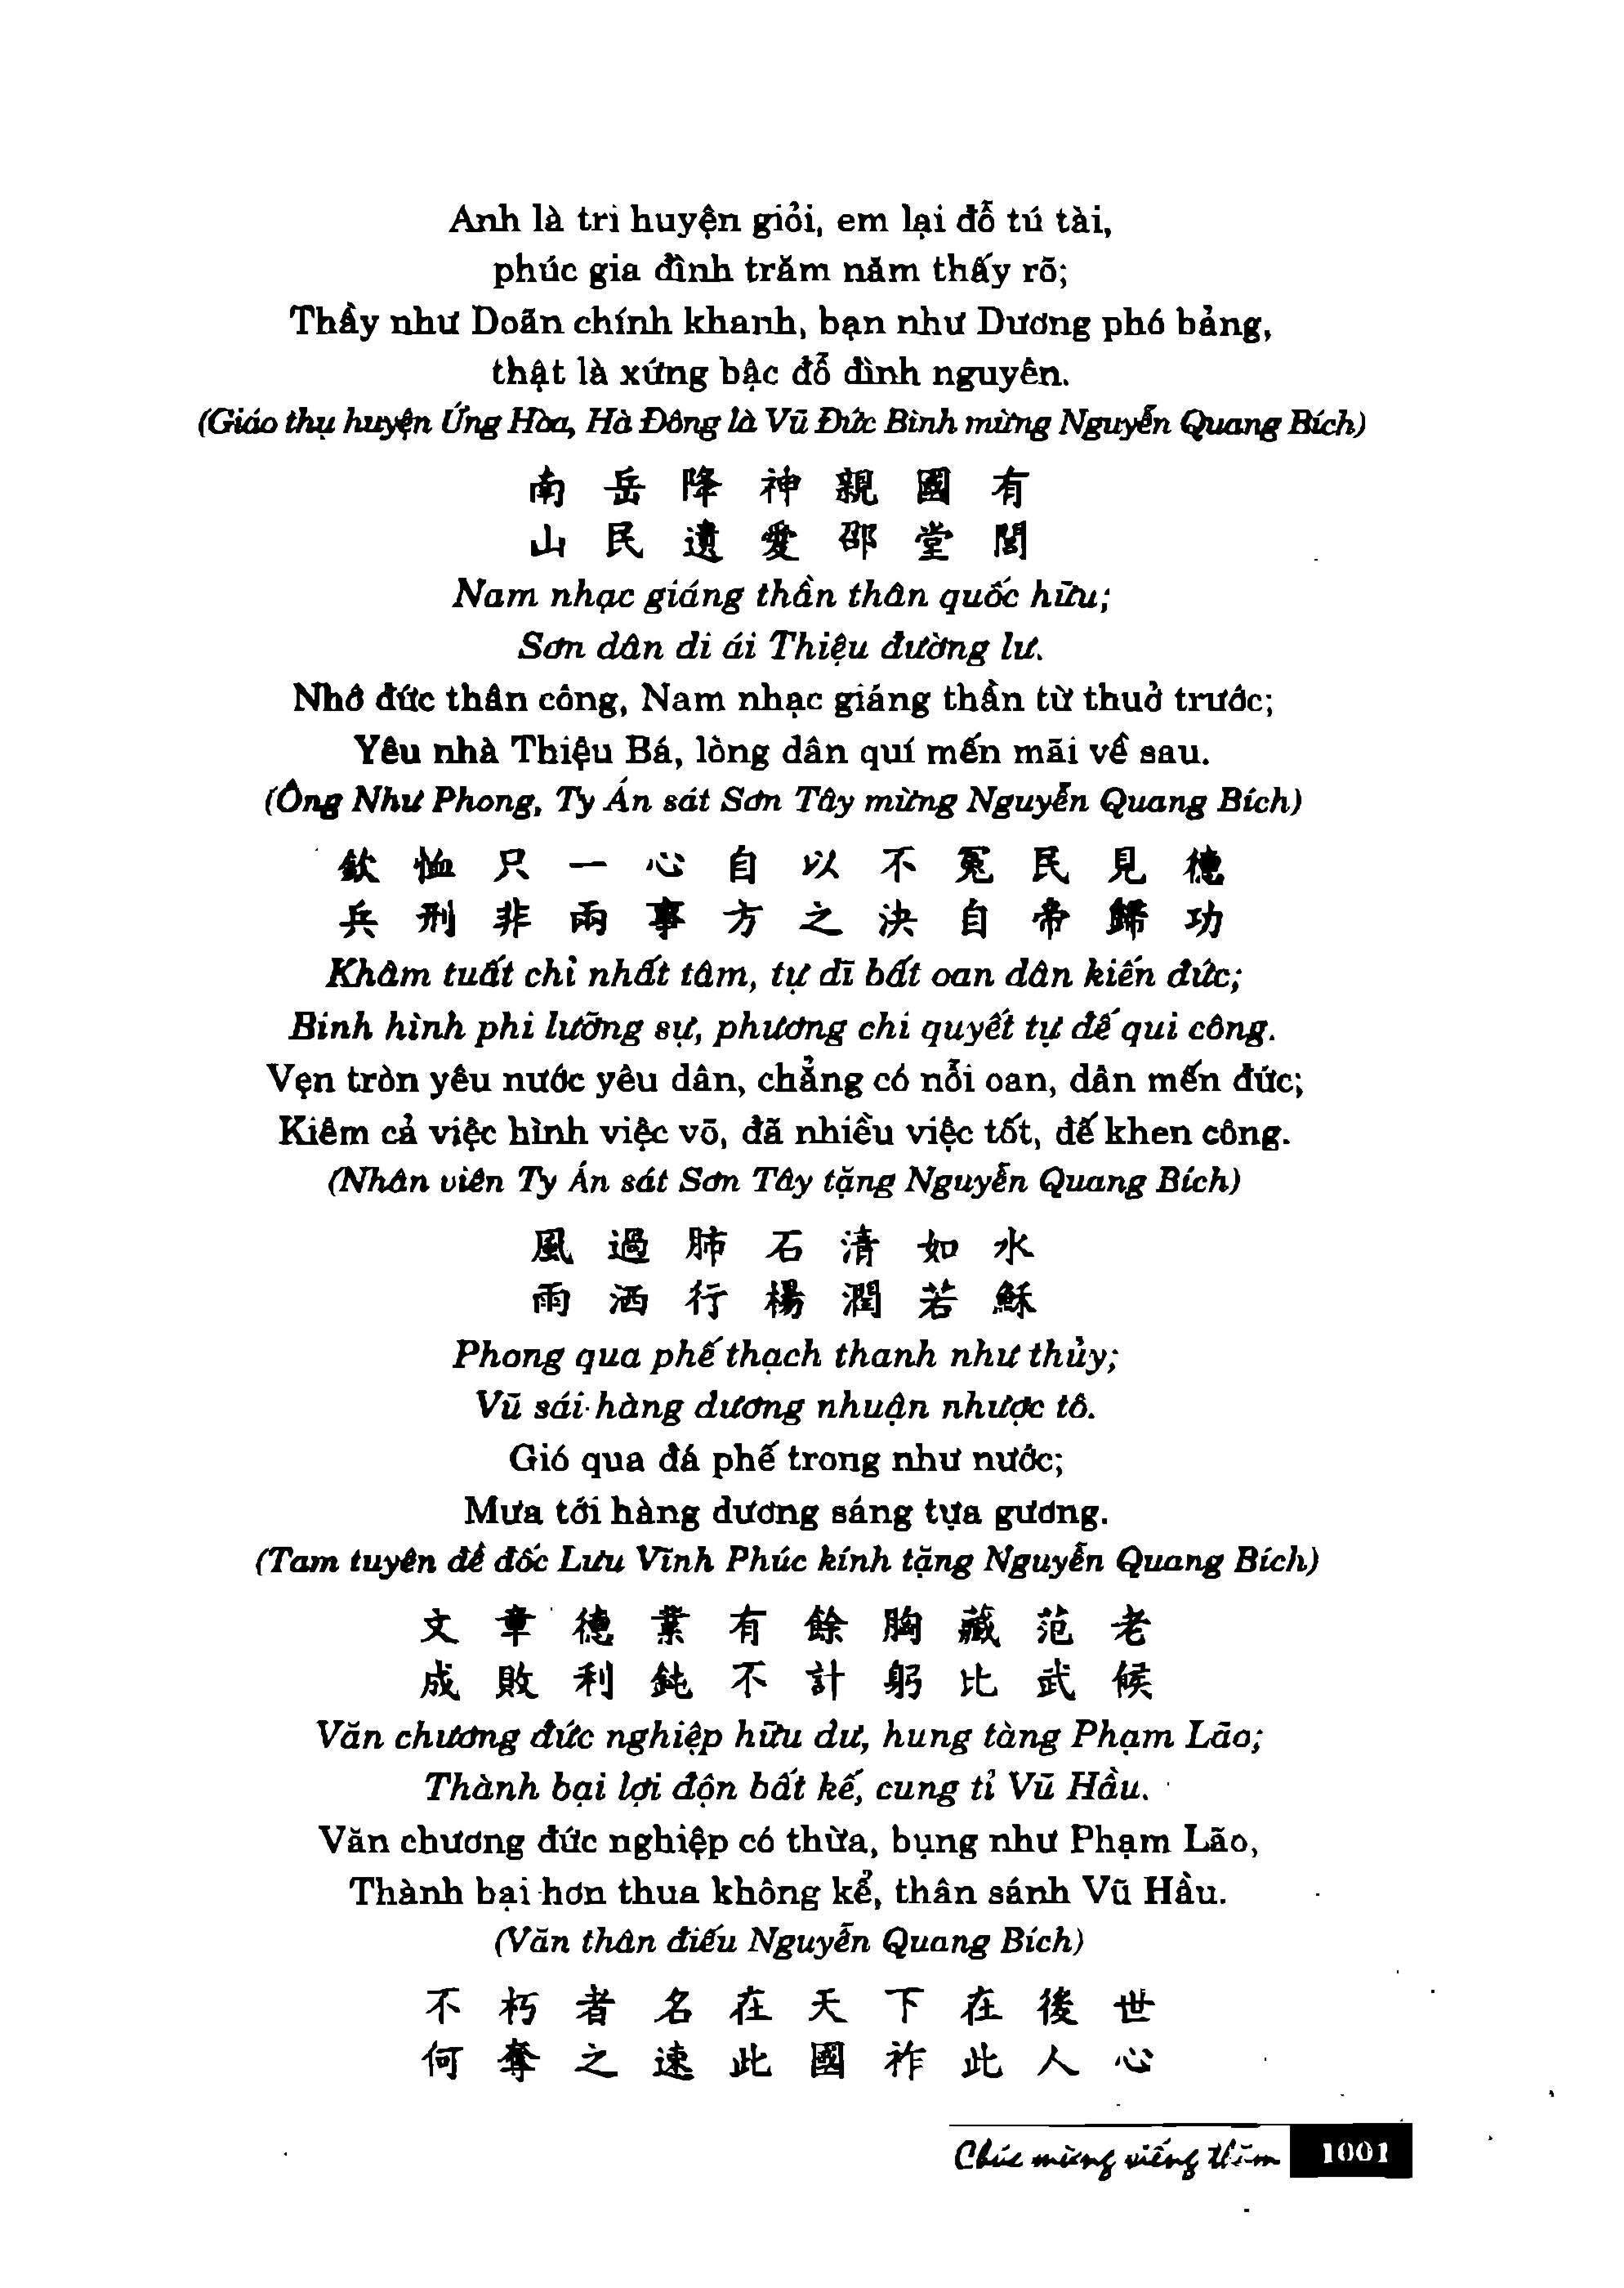 Anh là tri huyện giỏi, em lại đỗ tú tài,
phúc gia đình trăm năm thấy rõ;
Thầy như Doãn chính khanh, bạn như Dương phó bảng,
thật là xứng bậc đỗ đình nguyên.
(Giáo thụ huyện Ứng Hòa, Hà Đông là Vũ Đức Bình mừng Nguyễn Quang Bích)
南岳降神親國有
山民遺愛邵堂閭
Nam nhạc giáng thần thân quốc hữu;
Sơn dân di ái Thiệu đường lư.
Nhớ đức thân công, Nam nhạc giáng thần từ thuở trước;
Yêu nhà Thiệu Bá, lòng dân quí mến mãi về sau.
(Ông Như Phong, Ty Án sát Sơn Tây mừng Nguyễn Quang Bích)
欽恤只一心自以不冤民見德
兵刑非兩事方之決自帝歸功
Khâm tuất chỉ nhất tâm, tự dĩ bất oan dân kiến đức;
Binh hình phi lưỡng sự, phương chi quyết tự đế qui công.
Vẹn tròn yêu nước yêu dân, chẳng có nỗi oan, dân mến đức;
Kiêm cả việc hình việc võ, đã nhiều việc tốt, đế khen công.
(Nhân viên Ty Án sát Sơn Tây tặng Nguyễn Quang Bích)
風過肺石清如水
雨洒行楊潤若穌
Phong qua phế thạch thanh như thủy;
Vũ sái hàng dương nhuận nhược tô.
Gió qua đá phế trong như nước;
Mưa tới hàng dương sáng tựa gương.
(Tam tuyên đề đốc Lưu Vĩnh Phúc kính tặng Nguyễn Quang Bích)
文章德業有餘胸藏范老
成敗利鈍不計躬比武候
Văn chương đức nghiệp hữu dư, hung tàng Phạm Lão;
Thành bại lợi độn bất kế, cung tỉ Vũ Hầu.
Văn chương đức nghiệp có thừa, bụng như Phạm Lão,
Thành bại hơn thua không kể, thân sánh Vũ Hầu.
(Văn thân điếu Nguyễn Quang Bích)
不朽者名在天下在後世
何奪之速此國祚此人心
Chúc mừng viếng thăm 1001